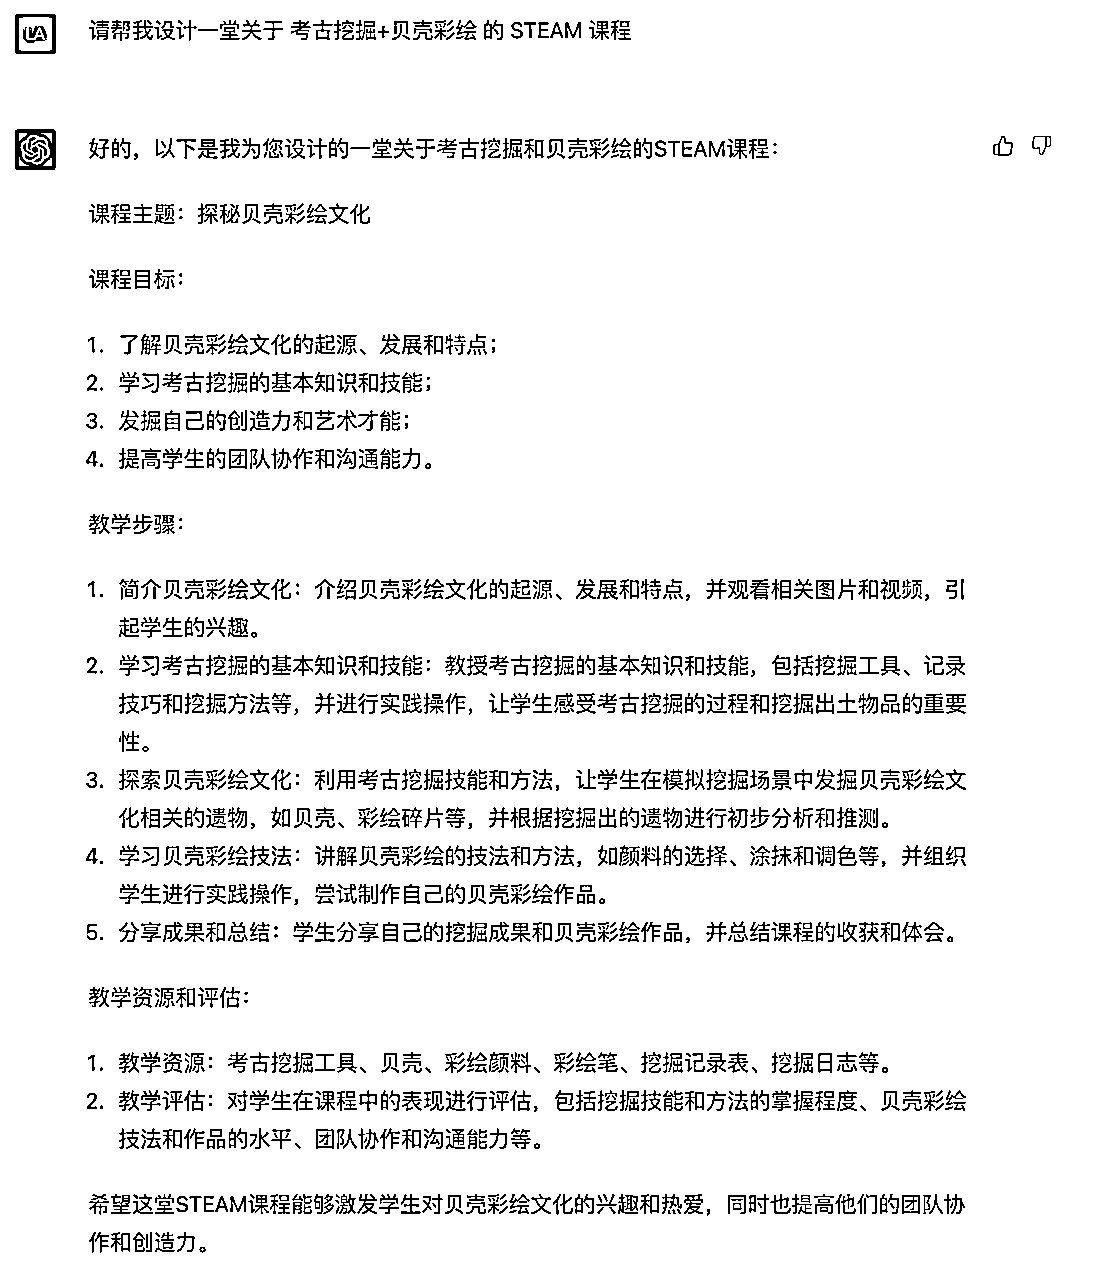 请帮我设计一堂关于 考古挖掘+贝壳彩绘 的 STEAM 课程
好的，以下是我为您设计的一堂关于考古挖掘和贝壳彩绘的STEAM课程：
课程主题：探秘贝壳彩绘文化
课程目标：
1. 了解贝壳彩绘文化的起源、发展和特点；
2. 学习考古挖掘的基本知识和技能；
3. 发掘自己的创造力和艺术才能；
4. 提高学生的团队协作和沟通能力。
教学步骤：
1. 简介贝壳彩绘文化：介绍贝壳彩绘文化的起源、发展和特点，并观看相关图片和视频，引
起学生的兴趣。
2. 学习考古挖掘的基本知识和技能：教授考古挖掘的基本知识和技能，包括挖掘工具、记录
技巧和挖掘方法等，并进行实践操作，让学生感受考古挖掘的过程和挖掘出土物品的重要
性。
3. 探索贝壳彩绘文化：利用考古挖掘技能和方法，让学生在模拟挖掘场景中发掘贝壳彩绘文
化相关的遗物，如贝壳、彩绘碎片等，并根据挖掘出的遗物进行初步分析和推测。
4. 学习贝壳彩绘技法：讲解贝壳彩绘的技法和方法，如颜料的选择、涂抹和调色等，并组织
学生进行实践操作，尝试制作自己的贝壳彩绘作品。
5. 分享成果和总结：学生分享自己的挖掘成果和贝壳彩绘作品，并总结课程的收获和体会。
教学资源和评估：
1. 教学资源：考古挖掘工具、贝壳、彩绘颜料、彩绘笔、挖掘记录表、挖掘日志等。
2. 教学评估：对学生在课程中的表现进行评估，包括挖掘技能和方法的掌握程度、贝壳彩绘
技法和作品的水平、团队协作和沟通能力等。
希望这堂STEAM课程能够激发学生对贝壳彩绘文化的兴趣和热爱，同时也提高他们的团队协
作和创造力。